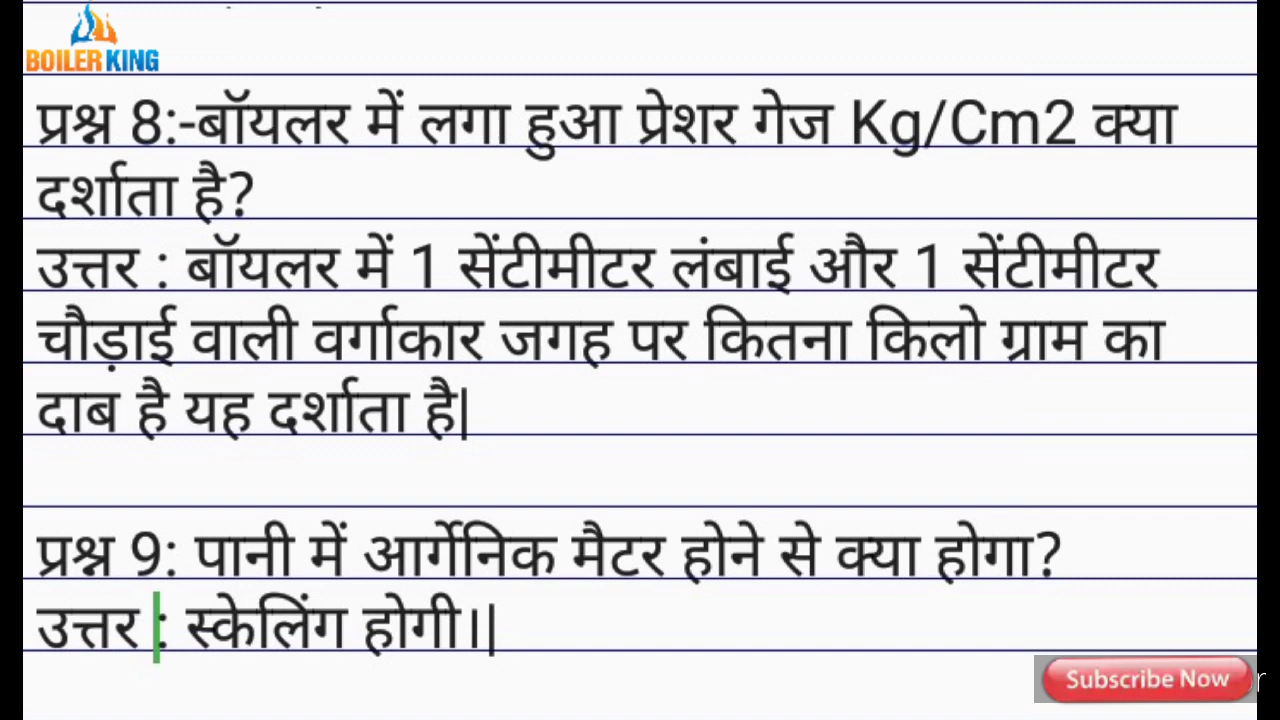 BOILER KING
प्रश्न 8:-बॉयलर में लगा हुआ प्रेशर गेज Kg/Cm2 क्या
दर्शाता है?
उत्तर : बॉयलर में 1 सेंटीमीटर लंबाई और 1 सेंटीमीटर
चौड़ाई वाली वर्गाकार जगह पर कितना किलो ग्राम का
दाब है यह दर्शाता है|
प्रश्न 9: पानी में आर्गेनिक मैटर होने से क्या होगा?
उत्तर : स्केलिंग होगी।|
Subscribe Now